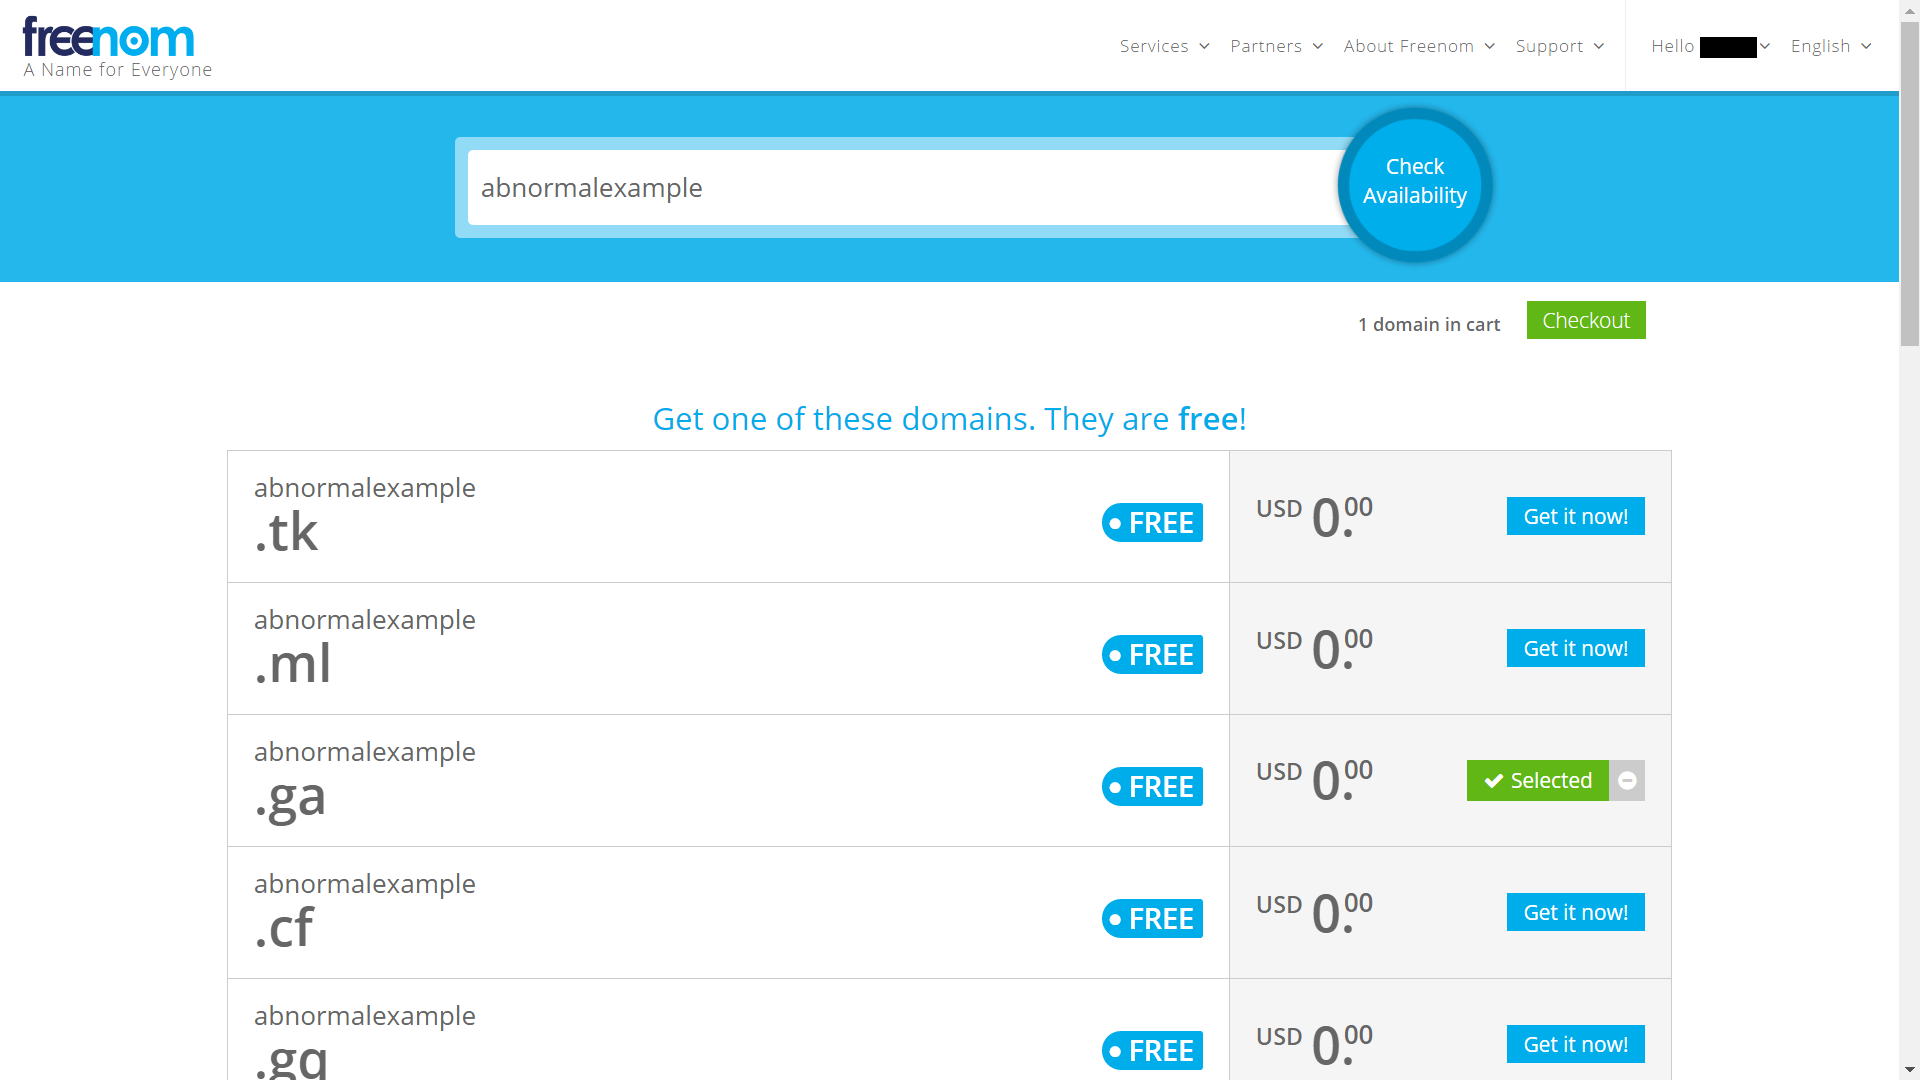 freenom
A Name for Everyone
Services Partners About Freenom Support Hello English
abnormalexample
Check
Availability
1 domain in cart Checkout
Get one of these domains. They are free!
abnormalexample
.tk
FREE
USD 0.00
Get it now!
abnormalexample
.ml
FREE
USD 0.00
Get it now!
abnormalexample
.ga
FREE
USD 0.00
Selected
abnormalexample
.cf
FREE
USD 0.00
Get it now!
abnormalexample
.gq
FREE
USD 0.00
Get it now!